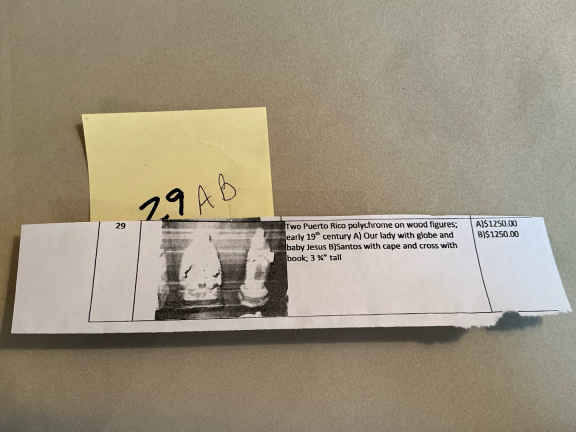 29 A B
29
Two Puerto Rico polychrome on wood figures;
early 19th century A) Our lady with globe and
baby Jesus B)Santos with cape and cross with
book; 3 ¾" tall
A)$1250.00
B)$1250.00